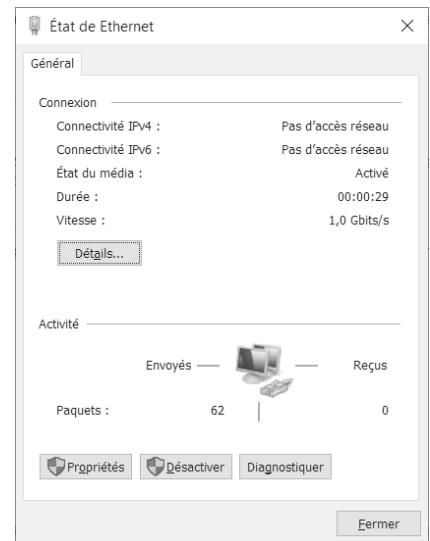 État de Ethernet
Général
Connexion
Connectivité IPv4 : Pas d'accès réseau
Connectivité IPv6 : Pas d'accès réseau
État du média : Activé
Durée : 00:00:29
Vitesse : 1,0 Gbits/s
Détails...
Activité
Envoyés Reçus
Paquets : 62 0
Propriétés Désactiver Diagnostiquer
Fermer